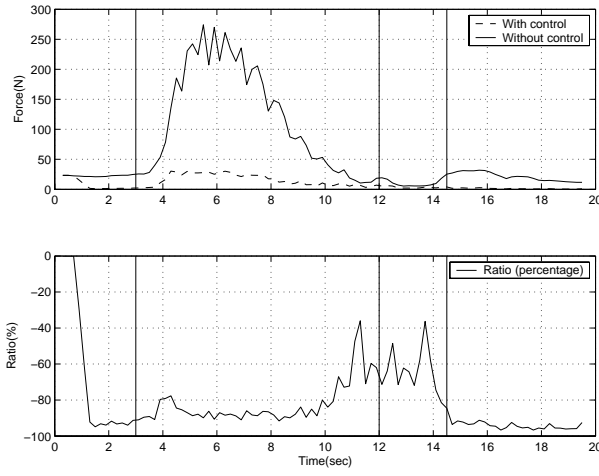 300
250
200
150
100
50
0
Force(N)
With control
Without control
0 2 4 6 8 10 12 14 16 18 20
0
−20
−40
−60
−80
−100
Ratio(%)
Ratio (percentage)
0 2 4 6 8 10 12 14 16 18 20
Time(sec)